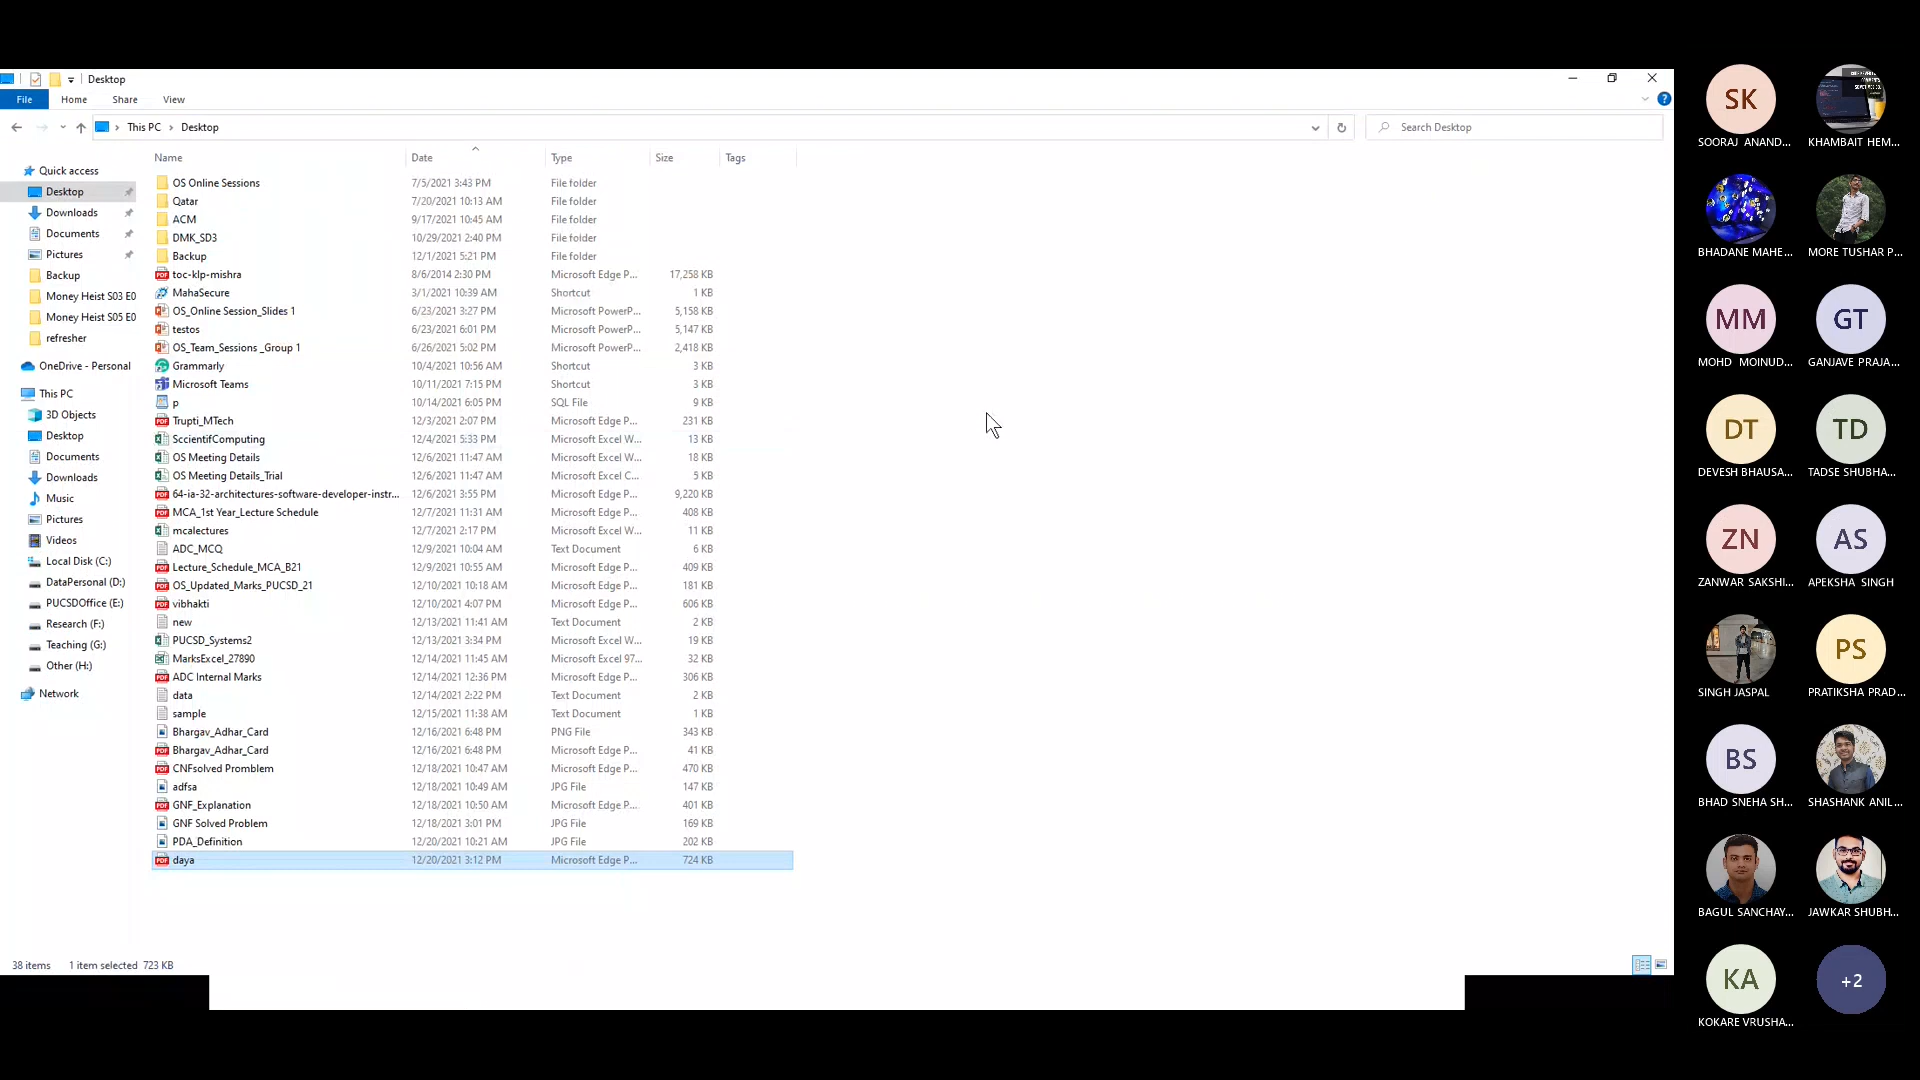 Desktop
File Home Share View
This PC Desktop
Search Desktop
Name Date Type Size Tags
Quick access
Desktop
Downloads
Documents
Pictures
Backup
Money Heist S03 E0
Money Heist S05 E0
refresher
OneDrive - Personal
This PC
3D Objects
Desktop
Documents
Downloads
Music
Pictures
Videos
Local Disk (C:)
DataPersonal (D:)
PUCSDOffice (E:)
Research (F:)
Teaching (G:)
Other (H:)
Network
OS Online Sessions 7/5/2021 3:43 PM File folder
Qatar 7/20/2021 10:13 AM File folder
ACM 9/17/2021 10:45 AM File folder
DMK_SD3 10/29/2021 2:40 PM File folder
Backup 12/1/2021 5:21 PM File folder
toc-klp-mishra 8/6/2014 2:30 PM Microsoft Edge P... 17,258 KB
MahaSecure 3/1/2021 10:39 AM Shortcut 1 KB
OS_Online Session_Slides 1 6/23/2021 3:27 PM Microsoft PowerP... 5,158 KB
testos 6/23/2021 6:01 PM Microsoft PowerP... 5,147 KB
OS_Team_Sessions _Group 1 6/26/2021 5:02 PM Microsoft PowerP... 2,418 KB
Grammarly 10/4/2021 10:56 AM Shortcut 3 KB
Microsoft Teams 10/11/2021 7:15 PM Shortcut 3 KB
p 10/14/2021 6:05 PM SQL File 9 KB
Trupti_MTech 12/3/2021 2:07 PM Microsoft Edge P... 231 KB
SccientifComputing 12/4/2021 5:33 PM Microsoft Excel W... 13 KB
OS Meeting Details 12/6/2021 11:47 AM Microsoft Excel W... 18 KB
OS Meeting Details_Trial 12/6/2021 11:47 AM Microsoft Excel C... 5 KB
64-ia-32-architectures-software-developer-instr... 12/6/2021 3:55 PM Microsoft Edge P... 9,220 KB
MCA_1st Year_Lecture Schedule 12/7/2021 11:31 AM Microsoft Edge P... 408 KB
mcalectures 12/7/2021 2:17 PM Microsoft Excel W... 11 KB
ADC_MCQ 12/9/2021 10:04 AM Text Document 6 KB
Lecture_Schedule_MCA_B21 12/9/2021 10:55 AM Microsoft Edge P... 409 KB
OS_Updated_Marks_PUCSD_21 12/10/2021 10:18 AM Microsoft Edge P... 181 KB
vibhakti 12/10/2021 4:07 PM Microsoft Edge P... 606 KB
new 12/13/2021 11:41 AM Text Document 2 KB
PUCSD_Systems2 12/13/2021 3:34 PM Microsoft Excel W... 19 KB
MarksExcel_27890 12/14/2021 11:45 AM Microsoft Excel 97... 32 KB
ADC Internal Marks 12/14/2021 12:36 PM Microsoft Edge P... 306 KB
data 12/14/2021 2:22 PM Text Document 2 KB
sample 12/15/2021 11:38 AM Text Document 1 KB
Bhargav_Adhar_Card 12/16/2021 6:48 PM PNG File 343 KB
Bhargav_Adhar_Card 12/16/2021 6:48 PM Microsoft Edge P... 41 KB
CNFsolved Promblem 12/18/2021 10:47 AM Microsoft Edge P... 470 KB
adfsa 12/18/2021 10:49 AM JPG File 147 KB
GNF_Explanation 12/18/2021 10:50 AM Microsoft Edge P... 401 KB
GNF Solved Problem 12/18/2021 3:01 PM JPG File 169 KB
PDA_Definition 12/20/2021 10:21 AM JPG File 202 KB
daya 12/20/2021 3:12 PM Microsoft Edge P... 724 KB
38 items 1 item selected 723 KB
SK
SOORAJ ANAND... KHAMBAIT HEM...
BHADANE MAHE... MORE TUSHAR P...
MM GT
MOHD MOINUD... GANJAVE PRAJA...
DT TD
DEVESH BHAUSA... TADSE SHUBHA...
ZN AS
ZANWAR SAKSHI... APEKSHA SINGH
PS
SINGH JASPAL PRATIKSHA PRAD...
BS
BHAD SNEHA SH... SHASHANK ANIL...
BAGUL SANCHAY... JAWKAR SHUBH...
KA +2
KOKARE VRUSHA...